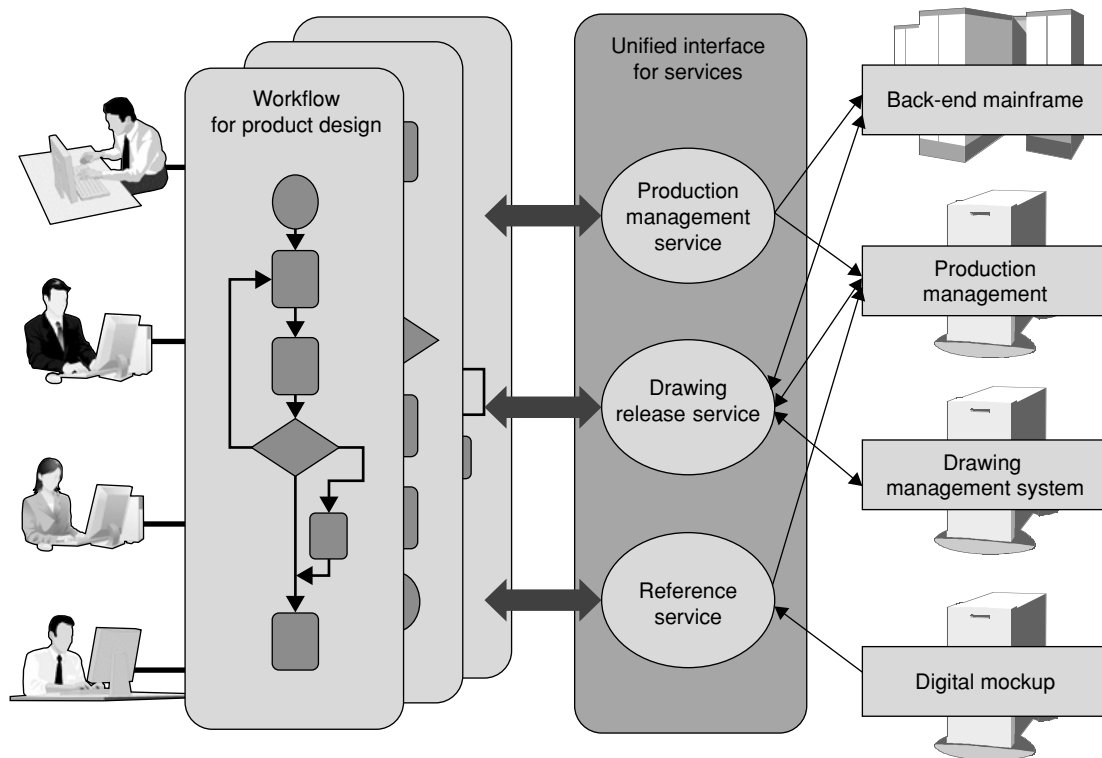 Workflow
for product design
Unified interface
for services
Production
management
service
Drawing
release service
Reference
service
Back-end mainframe
Production
management
Drawing
management system
Digital mockup